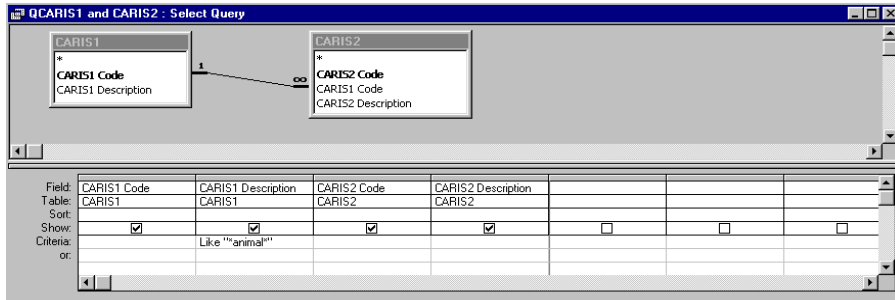 QCARIS1 and CARIS2 : Select Query
CARIS1
*
CARIS1 Code
CARIS1 Description
1
∞
CARIS2
*
CARIS2 Code
CARIS1 Code
CARIS2 Description
Field: CARIS1 Code CARIS1 Description CARIS2 Code CARIS2 Description
Table: CARIS1 CARIS1 CARIS2 CARIS2
Sort:
Show:
Criteria: Like "*animal*"
or: